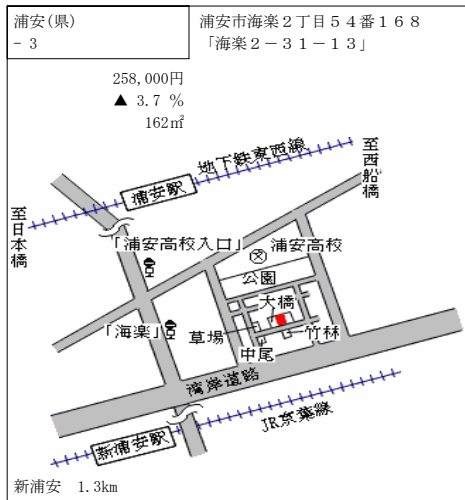 浦安(県)
- 3
浦安市海楽2丁目54番168
「海楽2-31-13」
258,000円
▲ 3.7 %
162㎡
地下鉄東西線
至西船橋
浦安駅
至日本橋
「浦安高校入口」
浦安高校
公園
大橋
「海楽」
草場
竹林
中尾
湾岸道路
JR京葉線
新浦安駅
新浦安 1.3km